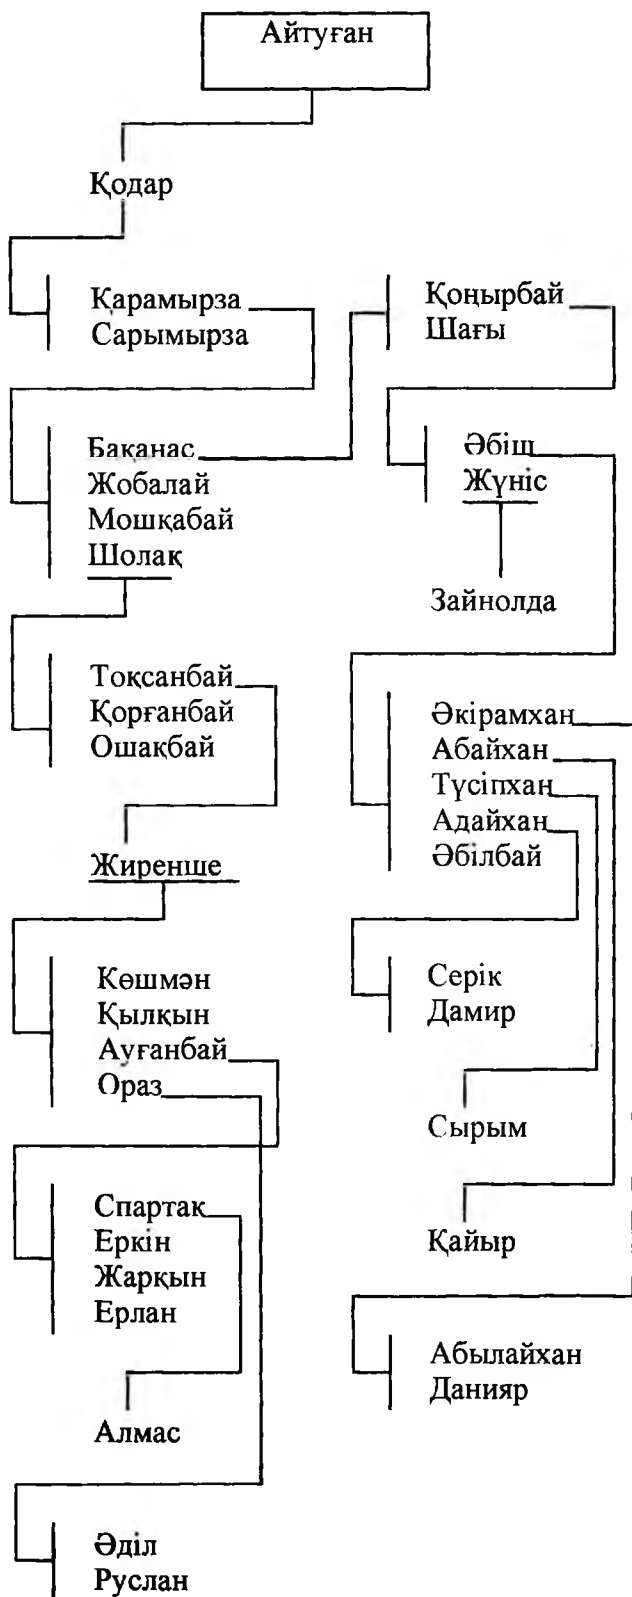 Айтуған
Қодар
Қарамырза
Сарымырза
Бақанас
Жобалай
Мошқабай
Шолақ
Тоқсанбай
Қорғанбай
Ошақбай
Жиренше
Көшмән
Қылқын
Ауғанбай
Ораз
Спартак
Еркін
Жарқын
Ерлан
Алмас
Әділ
Руслан
Қоңырбай
Шағы
Әбіш
Жүніс
Зайнолда
Әкірамхан
Абайхан
Түсіпхан
Адайхан
Әбілбай
Серік
Дамир
Сырым
Қайыр
Абылайхан
Данияр